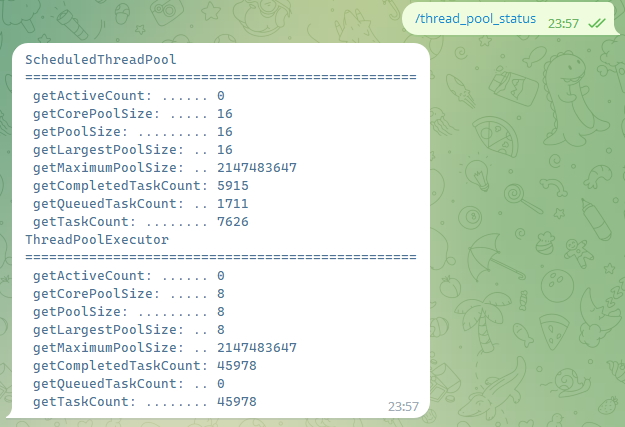 /thread_pool_status 23:57
ScheduledThreadPool
=================================================
getActiveCount: ...... 0
getCorePoolSize: ..... 16
getPoolSize: ......... 16
getLargestPoolSize: .. 16
getMaximumPoolSize: .. 2147483647
getCompletedTaskCount: 5915
getQueuedTaskCount: .. 1711
getTaskCount: ........ 7626
ThreadPoolExecutor
=================================================
getActiveCount: ...... 0
getCorePoolSize: ..... 8
getPoolSize: ......... 8
getLargestPoolSize: .. 8
getMaximumPoolSize: .. 2147483647
getCompletedTaskCount: 45978
getQueuedTaskCount: .. 0
getTaskCount: ........ 45978
23:57